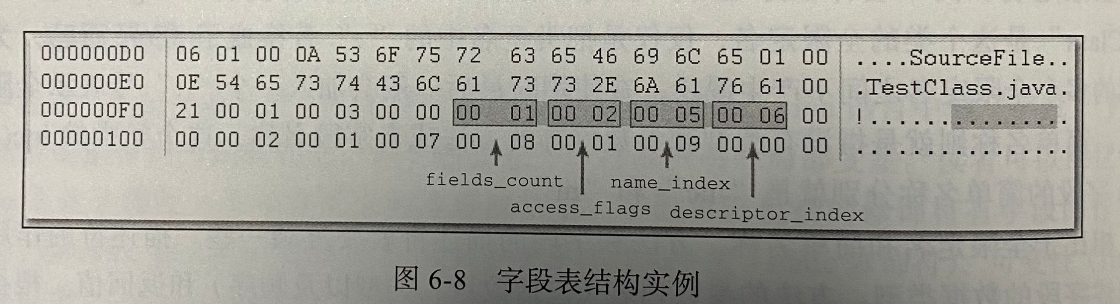 000000D0 06 01 00 0A 53 6F 75 72 63 65 46 69 6C 65 01 00 ....SourceFile..
000000E0 0E 54 65 73 74 43 6C 61 73 73 2E 6A 61 76 61 00 .TestClass.java.
000000F0 21 00 01 00 03 00 00 00 01 00 02 00 05 00 06 00 !...............
00000100 00 00 02 00 01 00 07 00 08 00 01 00 09 00 00 00 ................
fields_count name_index
access_flags descriptor_index
图 6-8 字段表结构实例